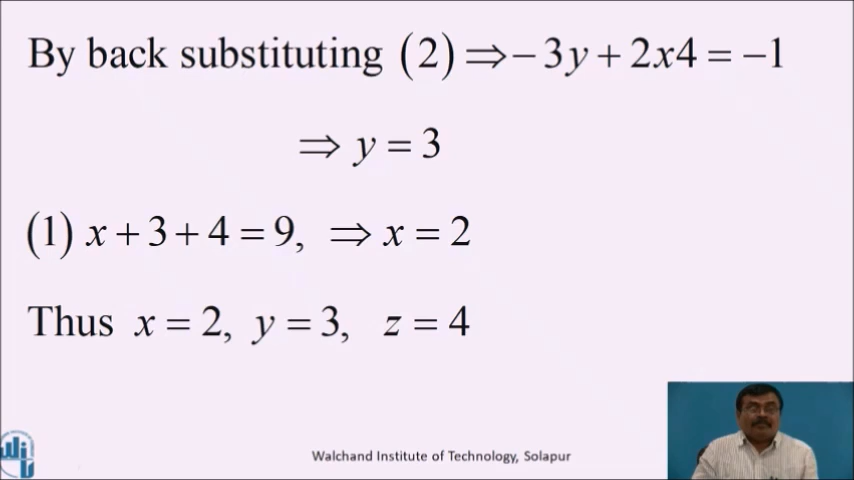 By back substituting (2) ⇒ −3y + 2x4 = −1
⇒ y = 3
(1) x + 3 + 4 = 9, ⇒ x = 2
Thus x = 2, y = 3, z = 4
Walchand Institute of Technology, Solapur